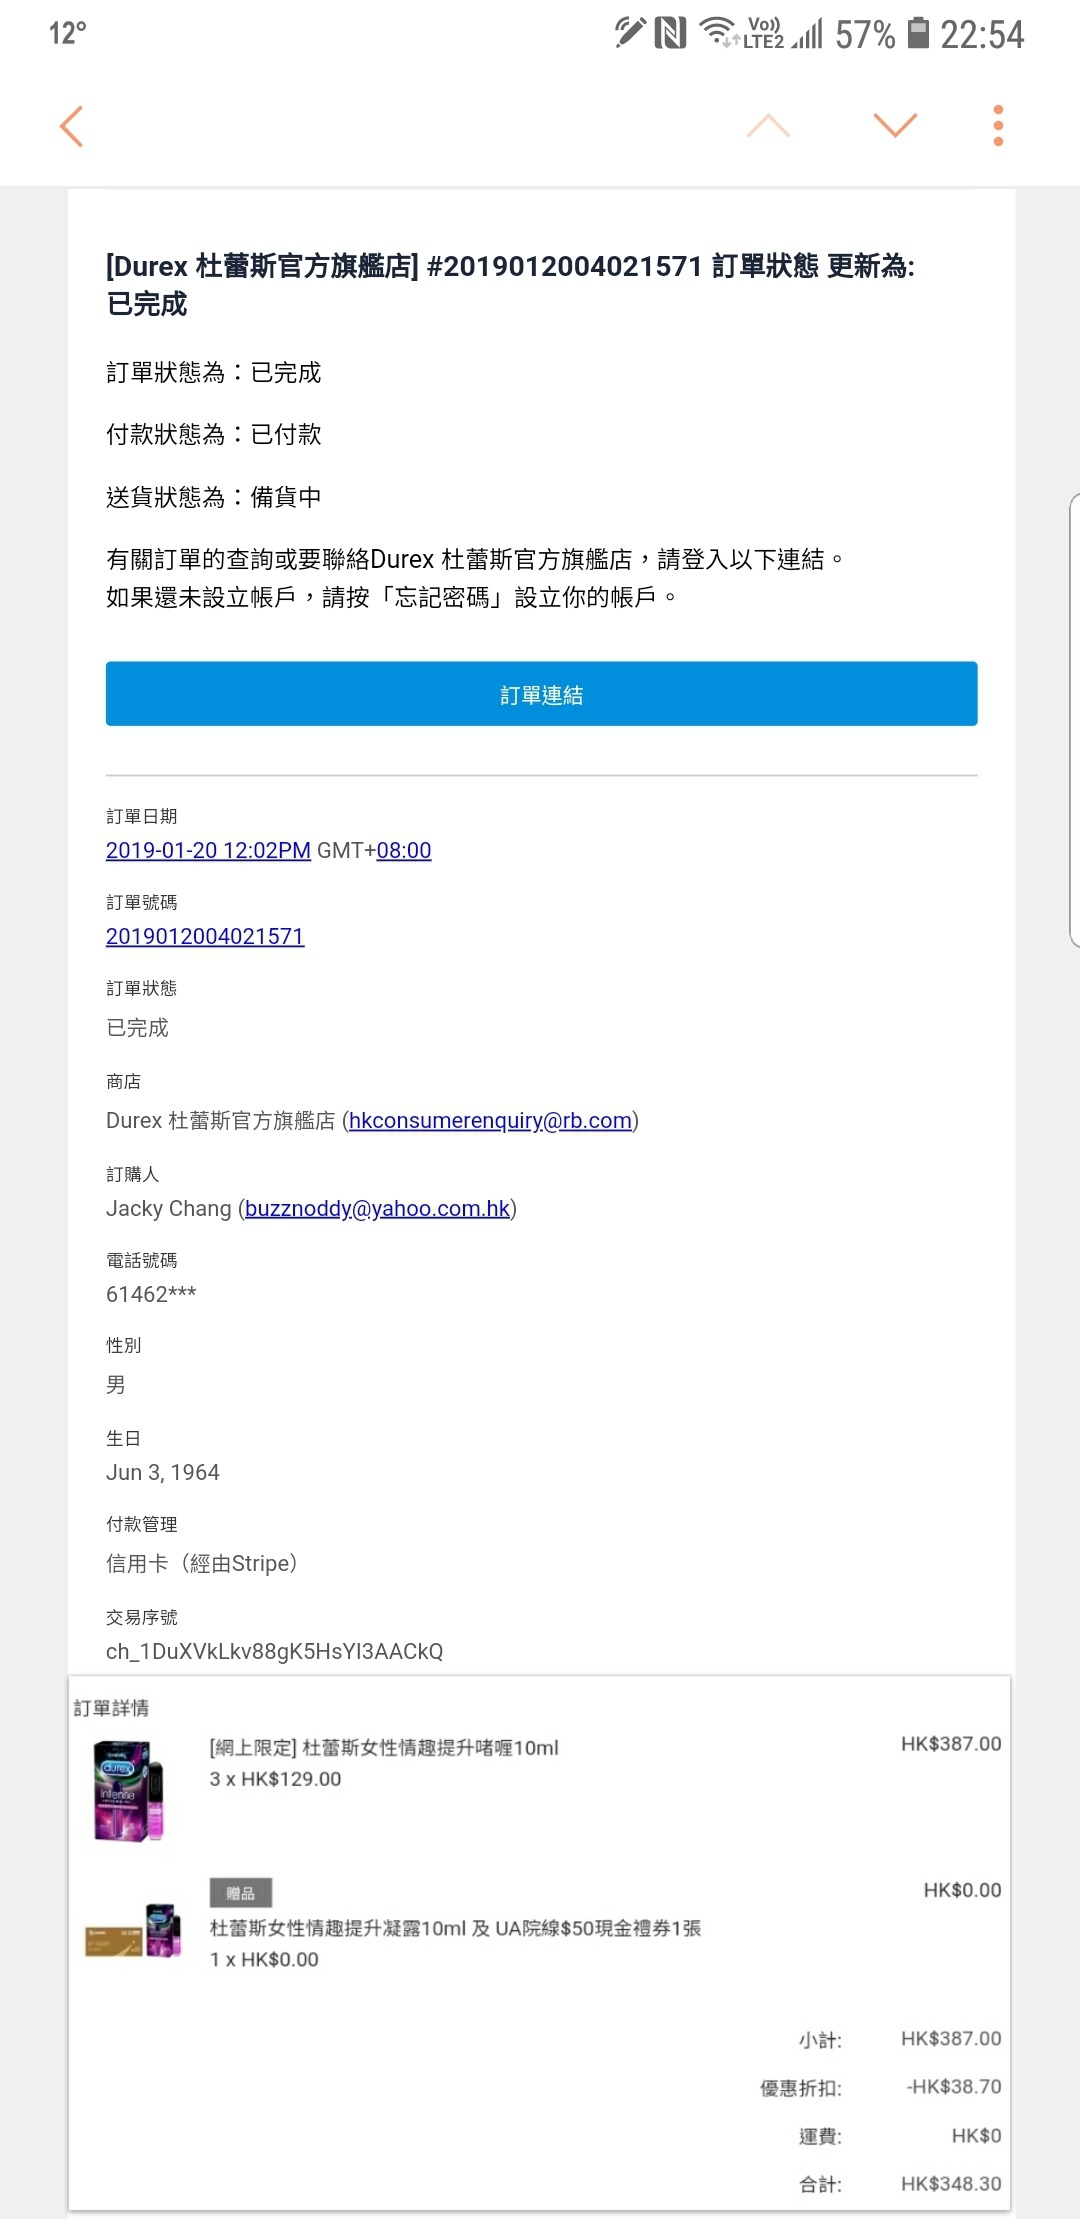 12°
Vo))
LTE2
57%
22:54
[Durex 杜蕾斯官方旗艦店] #2019012004021571 訂單狀態 更新為:
已完成
訂單狀態為：已完成
付款狀態為：已付款
送貨狀態為：備貨中
有關訂單的查詢或要聯絡Durex 杜蕾斯官方旗艦店，請登入以下連結。
如果還未設立帳戶，請按「忘記密碼」設立你的帳戶。
訂單連結
訂單日期
2019-01-20 12:02PM GMT+08:00
訂單號碼
2019012004021571
訂單狀態
已完成
商店
Durex 杜蕾斯官方旗艦店 (hkconsumerenquiry@rb.com)
訂購人
Jacky Chang (buzznoddy@yahoo.com.hk)
電話號碼
61462***
性別
男
生日
Jun 3, 1964
付款管理
信用卡（經由Stripe）
交易序號
ch_1DuXVkLkv88gK5HsYI3AACkQ
訂單詳情
durex
intense
[網上限定] 杜蕾斯女性情趣提升啫喱10ml
HK$387.00
3 x HK$129.00
贈品
HK$0.00
杜蕾斯女性情趣提升凝露10ml 及 UA院線$50現金禮券1張
1 x HK$0.00
小計: HK$387.00
優惠折扣: -HK$38.70
運費: HK$0
合計: HK$348.30